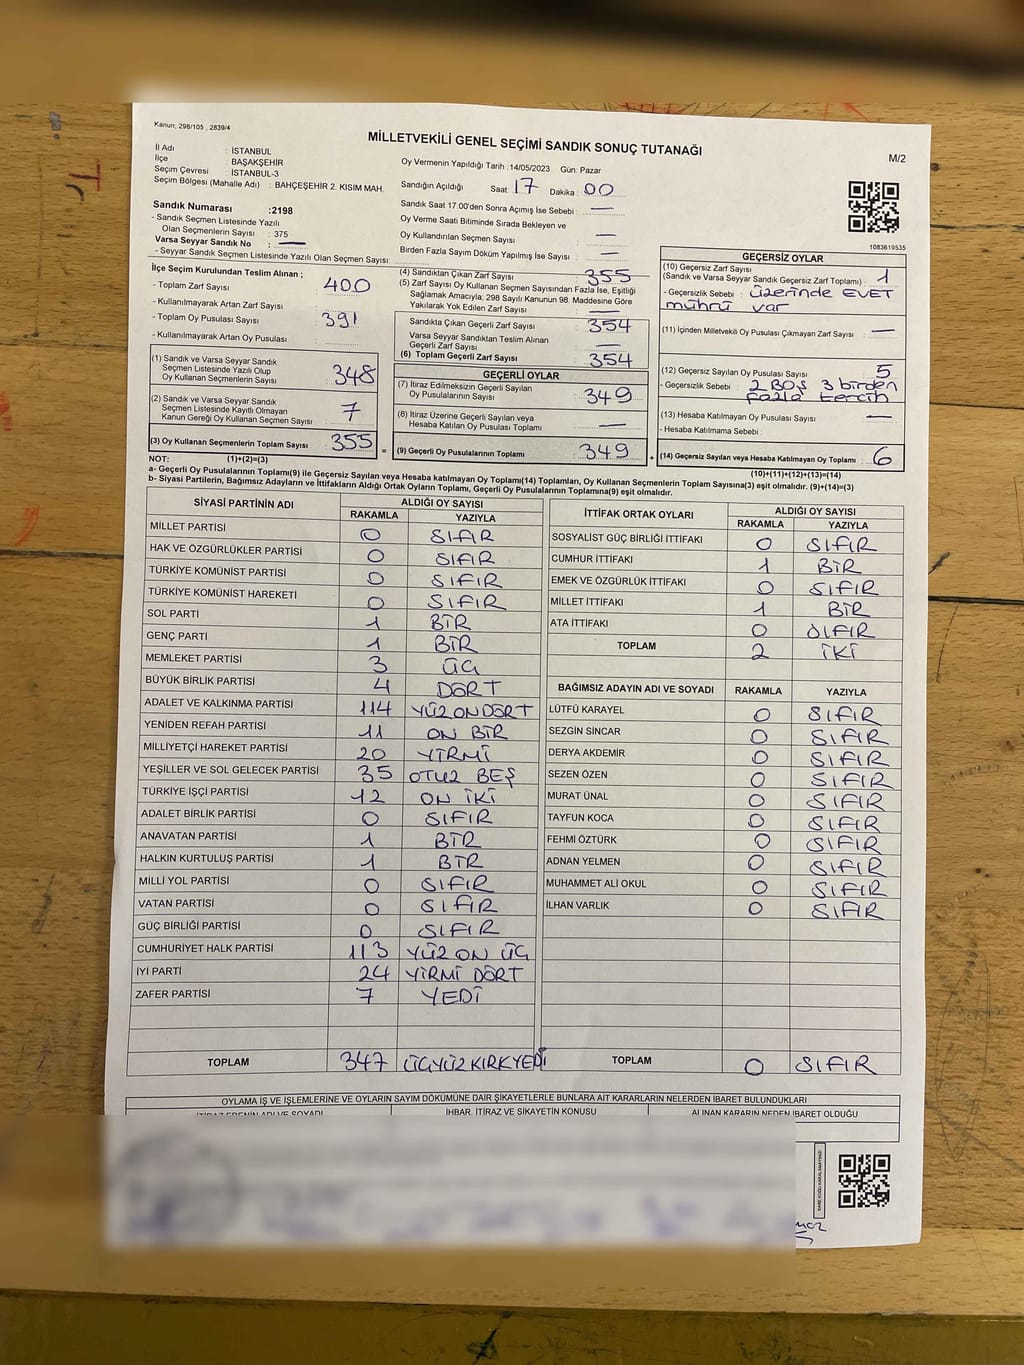 Kanun; 298/105 , 2839/4
MİLLETVEKİLİ GENEL SEÇİMİ SANDIK SONUÇ TUTANAĞI
M/2
İl Adı : İSTANBUL
İlçe : BAŞAKŞEHİR
Seçim Çevresi : İSTANBUL-3
Seçim Bölgesi (Mahalle Adı) : BAHÇEŞEHİR 2. KISIM MAH.
Sandık Numarası :2198
- Sandık Seçmen Listesinde Yazılı
Olan Seçmenlerin Sayısı : 375
Varsa Seyyar Sandık No : —
- Seyyar Sandık Seçmen Listesinde Yazılı Olan Seçmen Sayısı:
Oy Vermenin Yapıldığı Tarih :14/05/2023 Gün: Pazar
Sandığın Açıldığı Saat 17 Dakika 00
Sandık Saat 17:00'den Sonra Açımış İse Sebebi : —
Oy Verme Saati Bitiminde Sırada Bekleyen ve
Oy Kullandırılan Seçmen Sayısı —
Birden Fazla Sayım Döküm Yapılmış İse Sayısı : —
1083619535
İlçe Seçim Kurulundan Teslim Alınan ;
- Toplam Zarf Sayısı : 400
- Kullanılmayarak Artan Zarf Sayısı :
- Toplam Oy Pusulası Sayısı : 391
- Kullanılmayarak Artan Oy Pusulası :
(1) Sandık ve Varsa Seyyar Sandık
Seçmen Listesinde Yazılı Olup
Oy Kullanan Seçmenlerin Sayısı : 348
(2) Sandık ve Varsa Seyyar Sandık
Seçmen Listesinde Kayıtlı Olmayan
Kanun Gereği Oy Kullanan Seçmen Sayısı : 7
(3) Oy Kullanan Seçmenlerin Toplam Sayısı : 355
(4) Sandıktan Çıkan Zarf Sayısı : 355
(5) Zarf Sayısı Oy Kullanan Seçmen Sayısından Fazla İse, Eşitliği
Sağlamak Amacıyla; 298 Sayılı Kanunun 98. Maddesine Göre
Yakılarak Yok Edilen Zarf Sayısı : —
Sandıkta Çıkan Geçerli Zarf Sayısı : 354
Varsa Seyyar Sandıktan Teslim Alınan
Geçerli Zarf Sayısı : —
(6) Toplam Geçerli Zarf Sayısı : 354
GEÇERLİ OYLAR
(7) İtiraz Edilmeksizin Geçerli Sayılan
Oy Pusulalarının Sayısı : 349
(8) İtiraz Üzerine Geçerli Sayılan veya
Hesaba Katılan Oy Pusulası Toplamı : —
= (9) Geçerli Oy Pusulalarının Toplamı : 349
GEÇERSİZ OYLAR
(10) Geçersiz Zarf Sayısı
(Sandık ve Varsa Seyyar Sandık Geçersiz Zarf Toplamı) : 1
- Geçersizlik Sebebi : üzerinde EVET
mührü var
(11) İçinden Milletvekili Oy Pusulası Çıkmayan Zarf Sayısı : —
(12) Geçersiz Sayılan Oy Pusulası Sayısı : 5
- Geçersizlik Sebebi : 2 BOŞ 3 birden
fazla tercih
(13) Hesaba Katılmayan Oy Pusulası Sayısı : —
- Hesaba Katılmama Sebebi :
+ (14) Geçersiz Sayılan veya Hesaba Katılmayan Oy Toplamı : 6
NOT: (1)+(2)=(3)
(10)+(11)+(12)+(13)=(14)
a- Geçerli Oy Pusulalarının Toplamı(9) ile Geçersiz Sayılan veya Hesaba katılmayan Oy Toplamı(14) Toplamları, Oy Kullanan Seçmenlerin Toplam Sayısına(3) eşit olmalıdır. (9)+(14)=(3)
b- Siyasi Partilerin, Bağımsız Adayların ve İttifakların Aldığı Ortak Oyların Toplamı, Geçerli Oy Pusulalarının Toplamına(9) eşit olmalıdır.
SİYASİ PARTİNİN ADI ALDIĞI OY SAYISI
RAKAMLA YAZIYLA
MİLLET PARTİSİ 0 SIFIR
HAK VE ÖZGÜRLÜKLER PARTİSİ 0 SIFIR
TÜRKİYE KOMÜNİST PARTİSİ 0 SIFIR
TÜRKİYE KOMÜNİST HAREKETİ 0 SIFIR
SOL PARTİ 1 BİR
GENÇ PARTİ 1 BİR
MEMLEKET PARTİSİ 3 ÜÇ
BÜYÜK BİRLİK PARTİSİ 4 DÖRT
ADALET VE KALKINMA PARTİSİ 114 YÜZ ON DÖRT
YENİDEN REFAH PARTİSİ 11 ON BİR
MİLLİYETÇİ HAREKET PARTİSİ 20 YİRMİ
YEŞİLLER VE SOL GELECEK PARTİSİ 35 OTUZ BEŞ
TÜRKİYE İŞÇİ PARTİSİ 12 ON İKİ
ADALET BİRLİK PARTİSİ 0 SIFIR
ANAVATAN PARTİSİ 1 BİR
HALKIN KURTULUŞ PARTİSİ 1 BİR
MİLLİ YOL PARTİSİ 0 SIFIR
VATAN PARTİSİ 0 SIFIR
GÜÇ BİRLİĞİ PARTİSİ 0 SIFIR
CUMHURİYET HALK PARTİSİ 113 YÜZ ON ÜÇ
İYİ PARTİ 24 YİRMİ DÖRT
ZAFER PARTİSİ 7 YEDİ
TOPLAM 347 ÜÇYÜZ KIRKYEDİ
İTTİFAK ORTAK OYLARI ALDIĞI OY SAYISI
RAKAMLA YAZIYLA
SOSYALİST GÜÇ BİRLİĞİ İTTİFAKI 0 SIFIR
CUMHUR İTTİFAKI 1 BİR
EMEK VE ÖZGÜRLÜK İTTİFAKI 0 SIFIR
MİLLET İTTİFAKI 1 BİR
ATA İTTİFAKI 0 SIFIR
TOPLAM 2 İKİ
BAĞIMSIZ ADAYIN ADI VE SOYADI RAKAMLA YAZIYLA
LÜTFÜ KARAYEL 0 SIFIR
SEZGİN SİNCAR 0 SIFIR
DERYA AKDEMİR 0 SIFIR
SEZEN ÖZEN 0 SIFIR
MURAT ÜNAL 0 SIFIR
TAYFUN KOCA 0 SIFIR
FEHMİ ÖZTÜRK 0 SIFIR
ADNAN YELMEN 0 SIFIR
MUHAMMET ALİ OKUL 0 SIFIR
İLHAN VARLIK 0 SIFIR
TOPLAM 0 SIFIR
OYLAMA İŞ VE İŞLEMLERİNE VE OYLARIN SAYIM DÖKÜMÜNE DAİR ŞİKAYETLERLE BUNLARA AİT KARARLARIN NELERDEN İBARET BULUNDUKLARI
İTİRAZ EDENİN ADI VE SOYADI İHBAR, İTİRAZ VE ŞİKAYETİN KONUSU ALINAN KARARIN NEDEN İBARET OLDUĞU